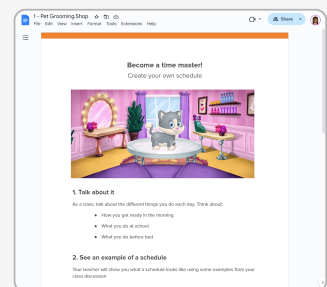 1 - Pet Grooming Shop
File Edit View Insert Format Tools Extensions Help
Share
Become a time master!
Create your own schedule
1. Talk about it
As a class, talk about the different things you do each day. Think about:
How you get ready in the morning
What you do at school
What you do before bed
2. See an example of a schedule
Your teacher will show you what a schedule looks like using some examples from your
class discussion